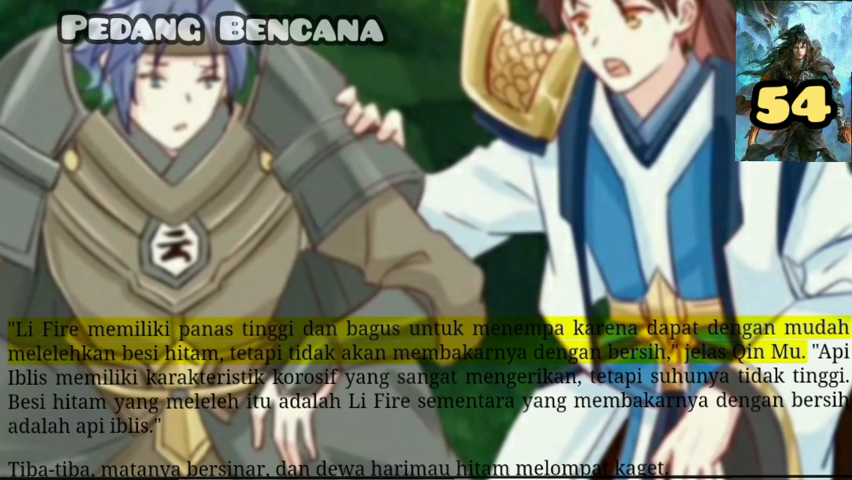 Pedang Bencana
54
"Li Fire memiliki panas tinggi dan bagus untuk menempa karena dapat dengan mudah
melelehkan besi hitam, tetapi tidak akan membakarnya dengan bersih," jelas Qin Mu. "Api
Iblis memiliki karakteristik korosif yang sangat mengerikan, tetapi suhunya tidak tinggi.
Besi hitam yang meleleh itu adalah Li Fire sementara yang membakarnya dengan bersih
adalah api iblis."
Tiba-tiba, matanya bersinar, dan dewa harimau hitam melompat kaget.